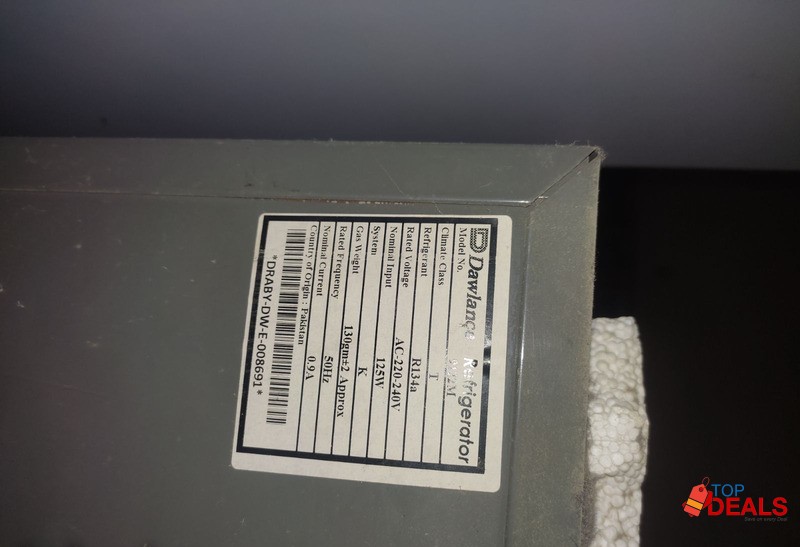 Dawlance Refrigerator
Model No.
Climate Class T
Refrigerant R134a
Rated Voltage AC-220-240V
Nominal Input 125W
System K
Gas Weight 130gm±2 Approx
Rated Frequency 50Hz
Nominal Current 0.9A
Country of Origin : Pakistan
*DRABY-DW-E-008691*
TOP
DEALS